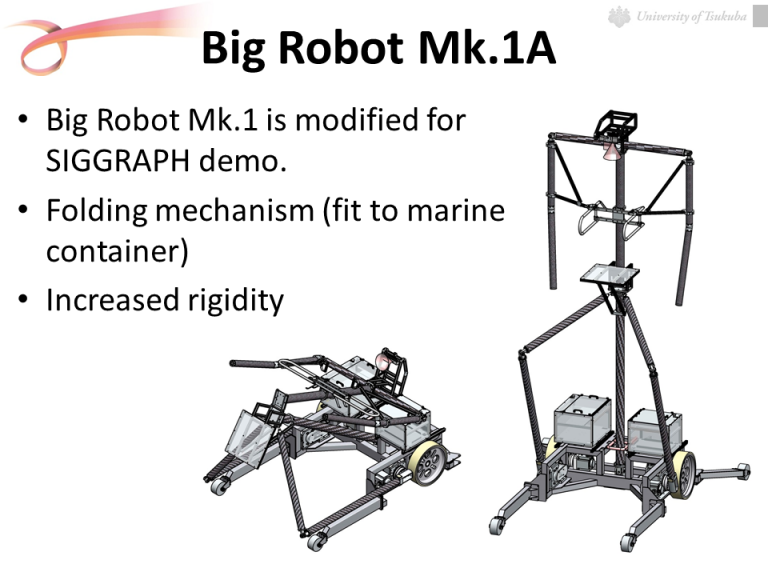 University of Tsukuba
Big Robot Mk.1A
• Big Robot Mk.1 is modified for
SIGGRAPH demo.
• Folding mechanism (fit to marine
container)
• Increased rigidity